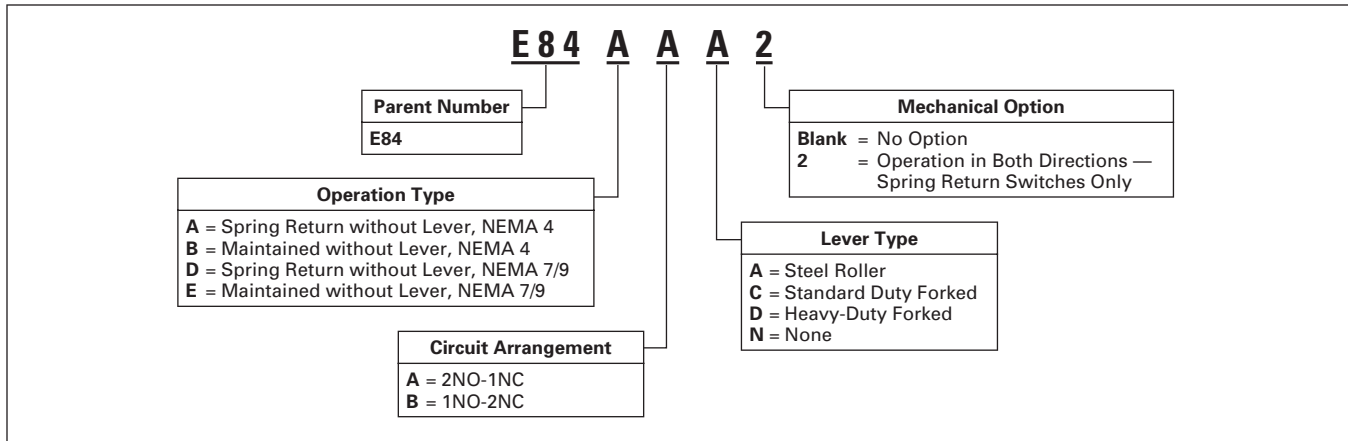 E84 A A A 2
Parent Number
E84
Mechanical Option
Blank = No Option
2 = Operation in Both Directions —
Spring Return Switches Only
Operation Type
A = Spring Return without Lever, NEMA 4
B = Maintained without Lever, NEMA 4
D = Spring Return without Lever, NEMA 7/9
E = Maintained without Lever, NEMA 7/9
Lever Type
A = Steel Roller
C = Standard Duty Forked
D = Heavy-Duty Forked
N = None
Circuit Arrangement
A = 2NO-1NC
B = 1NO-2NC